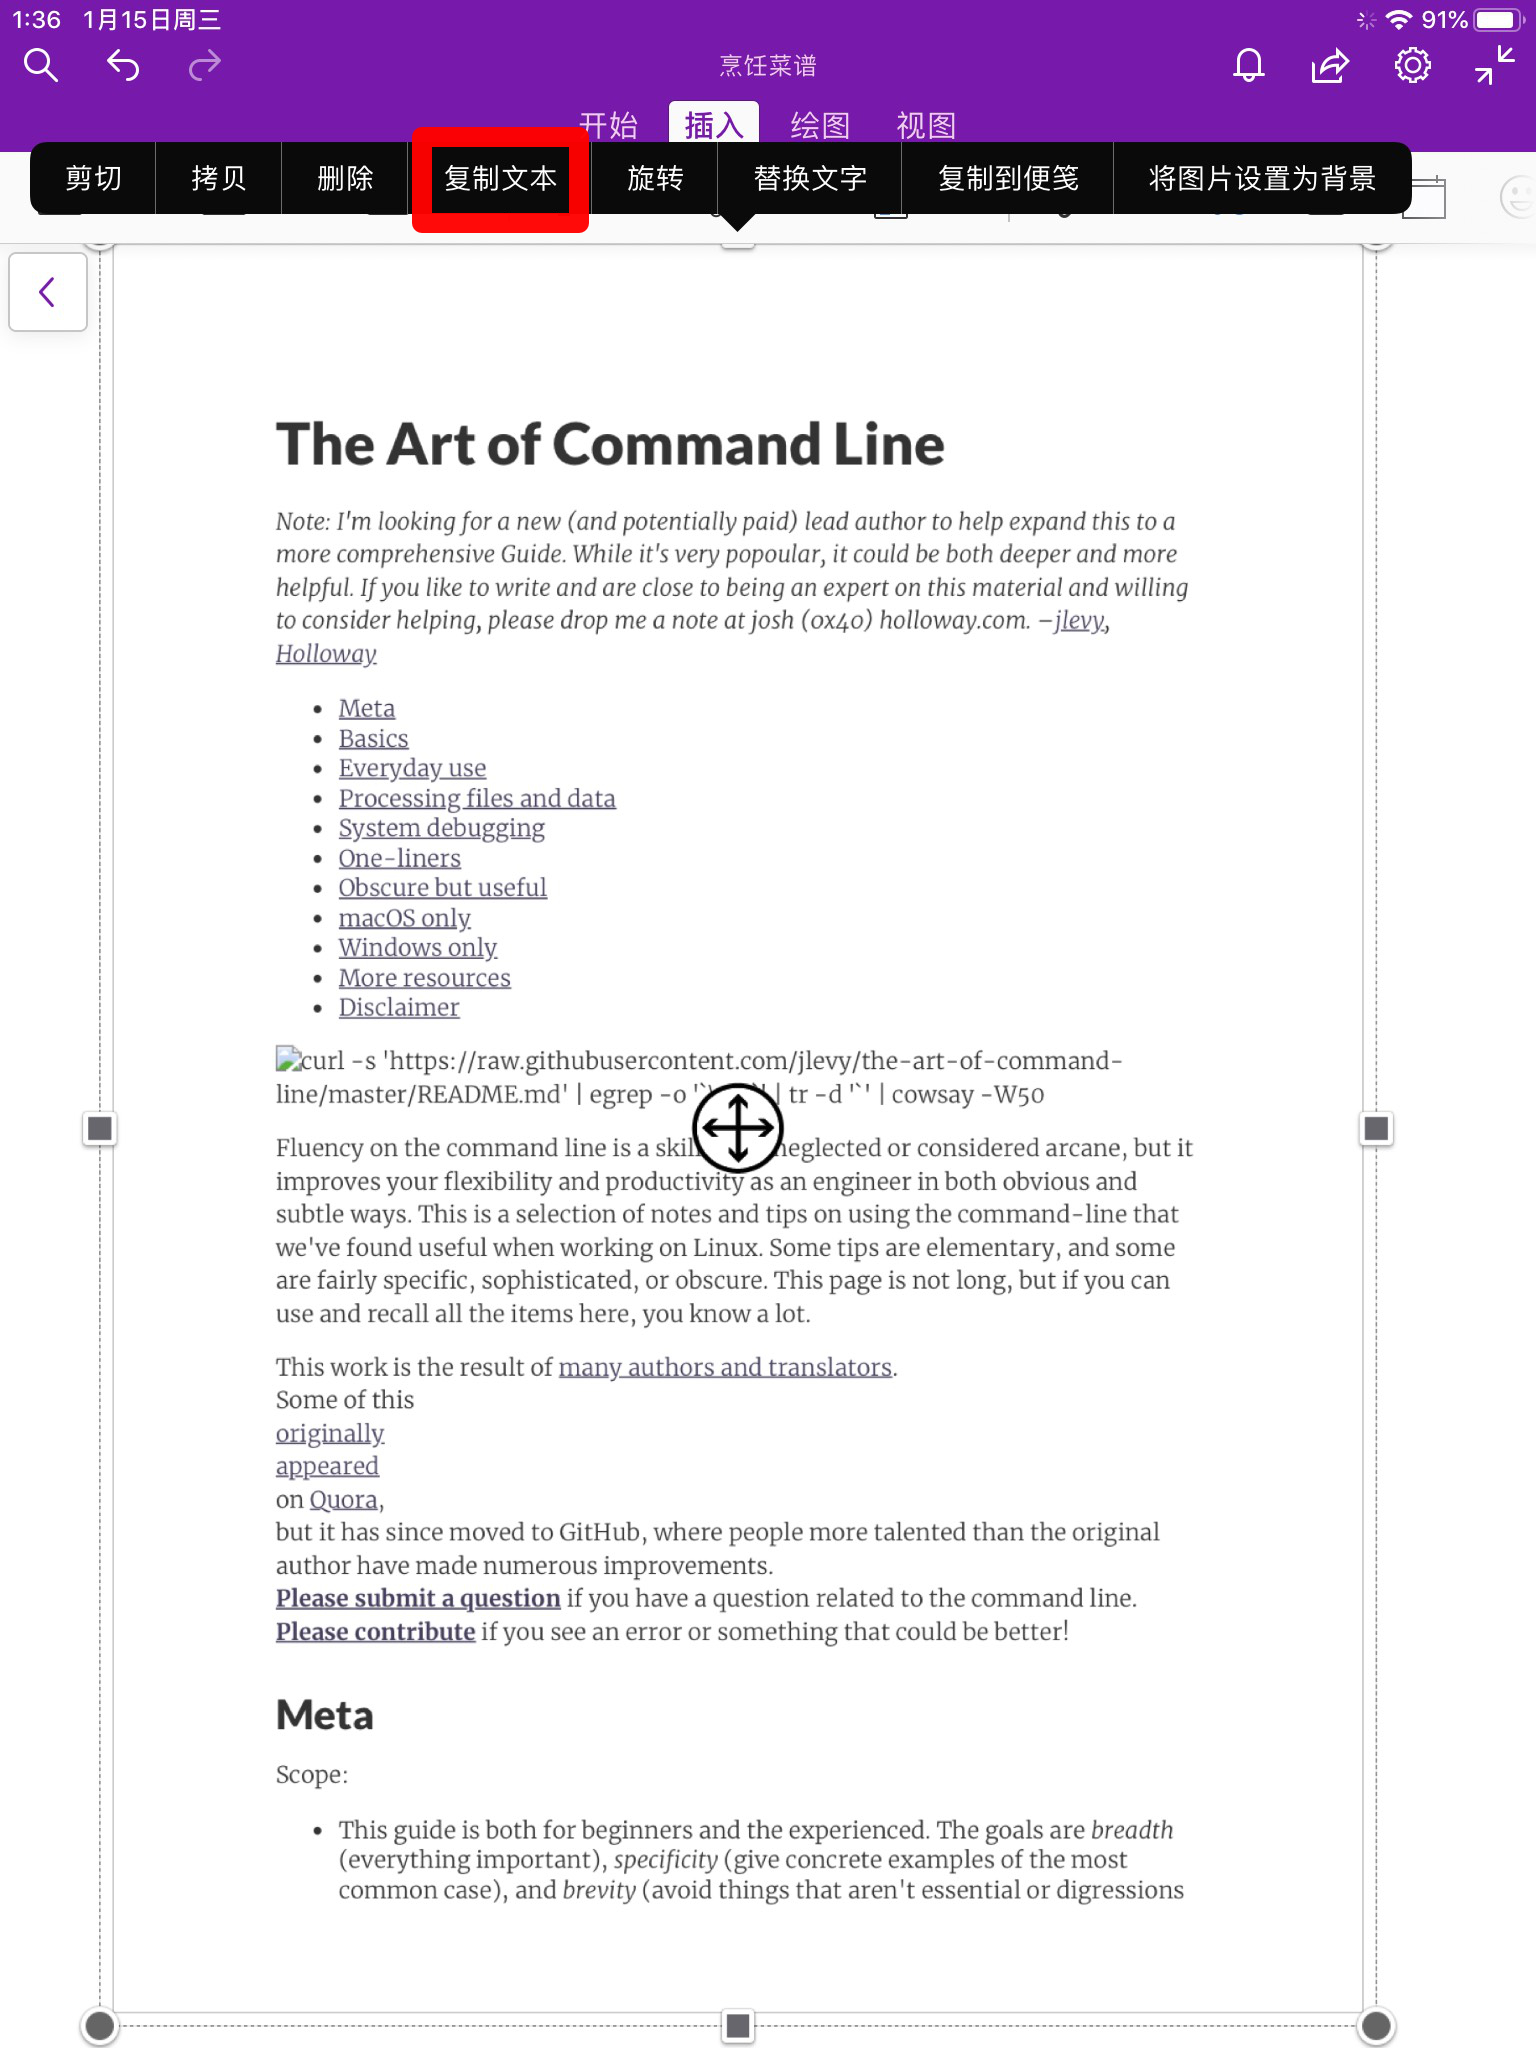 1:36 1月15日周三 91%
烹饪菜谱
开始 插入 绘图 视图
剪切 拷贝 删除 复制文本 旋转 替换文字 复制到便笺 将图片设置为背景
The Art of Command Line
Note: I'm looking for a new (and potentially paid) lead author to help expand this to a
more comprehensive Guide. While it's very popoular, it could be both deeper and more
helpful. If you like to write and are close to being an expert on this material and willing
to consider helping, please drop me a note at josh (0x40) holloway.com. –jlevy,
Holloway
• Meta
• Basics
• Everyday use
• Processing files and data
• System debugging
• One-liners
• Obscure but useful
• macOS only
• Windows only
• More resources
• Disclaimer
curl -s 'https://raw.githubusercontent.com/jlevy/the-art-of-command-
line/master/README.md' | egrep -o | tr -d '`' | cowsay -W50
Fluency on the command line is a skill neglected or considered arcane, but it
improves your flexibility and productivity as an engineer in both obvious and
subtle ways. This is a selection of notes and tips on using the command-line that
we've found useful when working on Linux. Some tips are elementary, and some
are fairly specific, sophisticated, or obscure. This page is not long, but if you can
use and recall all the items here, you know a lot.
This work is the result of many authors and translators.
Some of this
originally
appeared
on Quora,
but it has since moved to GitHub, where people more talented than the original
author have made numerous improvements.
Please submit a question if you have a question related to the command line.
Please contribute if you see an error or something that could be better!
Meta
Scope:
• This guide is both for beginners and the experienced. The goals are breadth
(everything important), specificity (give concrete examples of the most
common case), and brevity (avoid things that aren't essential or digressions